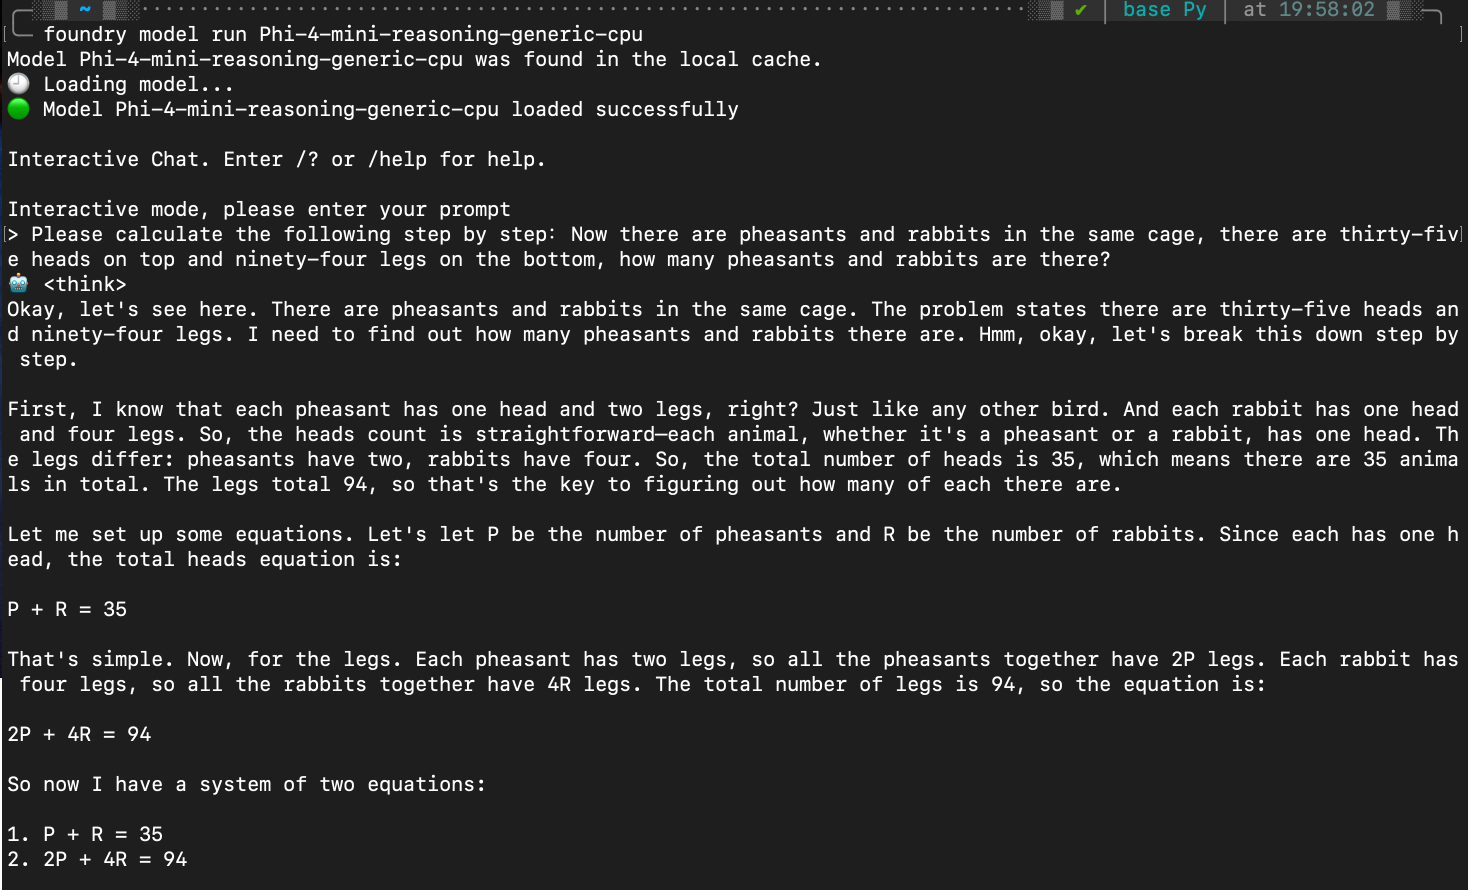 ~ ✔ base Py at 19:58:02
foundry model run Phi-4-mini-reasoning-generic-cpu
Model Phi-4-mini-reasoning-generic-cpu was found in the local cache.
🕘 Loading model...
🟢 Model Phi-4-mini-reasoning-generic-cpu loaded successfully
Interactive Chat. Enter /? or /help for help.
Interactive mode, please enter your prompt
> Please calculate the following step by step: Now there are pheasants and rabbits in the same cage, there are thirty-fiv
e heads on top and ninety-four legs on the bottom, how many pheasants and rabbits are there?
🤖 <think>
Okay, let's see here. There are pheasants and rabbits in the same cage. The problem states there are thirty-five heads an
d ninety-four legs. I need to find out how many pheasants and rabbits there are. Hmm, okay, let's break this down step by
step.
First, I know that each pheasant has one head and two legs, right? Just like any other bird. And each rabbit has one head
and four legs. So, the heads count is straightforward—each animal, whether it's a pheasant or a rabbit, has one head. Th
e legs differ: pheasants have two, rabbits have four. So, the total number of heads is 35, which means there are 35 anima
ls in total. The legs total 94, so that's the key to figuring out how many of each there are.
Let me set up some equations. Let's let P be the number of pheasants and R be the number of rabbits. Since each has one h
ead, the total heads equation is:
P + R = 35
That's simple. Now, for the legs. Each pheasant has two legs, so all the pheasants together have 2P legs. Each rabbit has
four legs, so all the rabbits together have 4R legs. The total number of legs is 94, so the equation is:
2P + 4R = 94
So now I have a system of two equations:
1. P + R = 35
2. 2P + 4R = 94